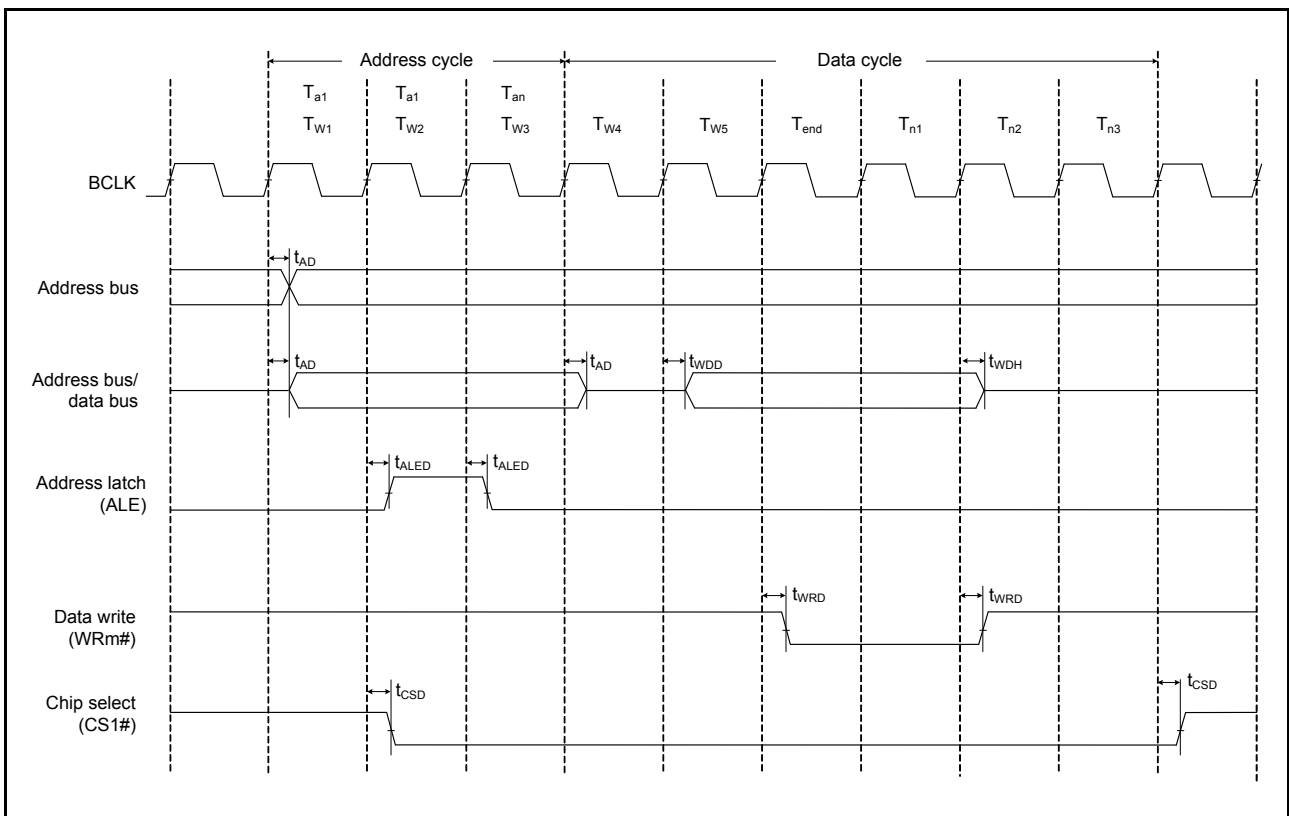 Address cycle Data cycle
Ta1 Ta1 Tan
TW1 TW2 TW3 TW4 TW5 Tend Tn1 Tn2 Tn3
BCLK
tAD
Address bus
tAD tAD tWDD tWDH
Address bus/
data bus
tALED tALED
Address latch
(ALE)
tWRD tWRD
Data write
(WRm#)
tCSD tCSD
Chip select
(CS1#)